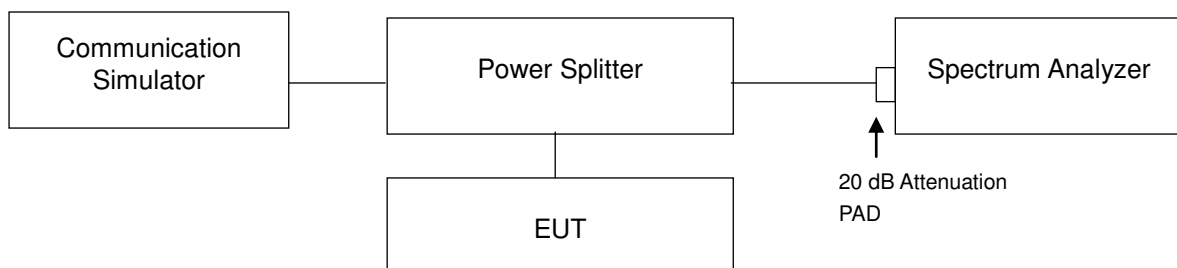 Communication
Simulator
Power Splitter
Spectrum Analyzer
20 dB Attenuation
PAD
EUT